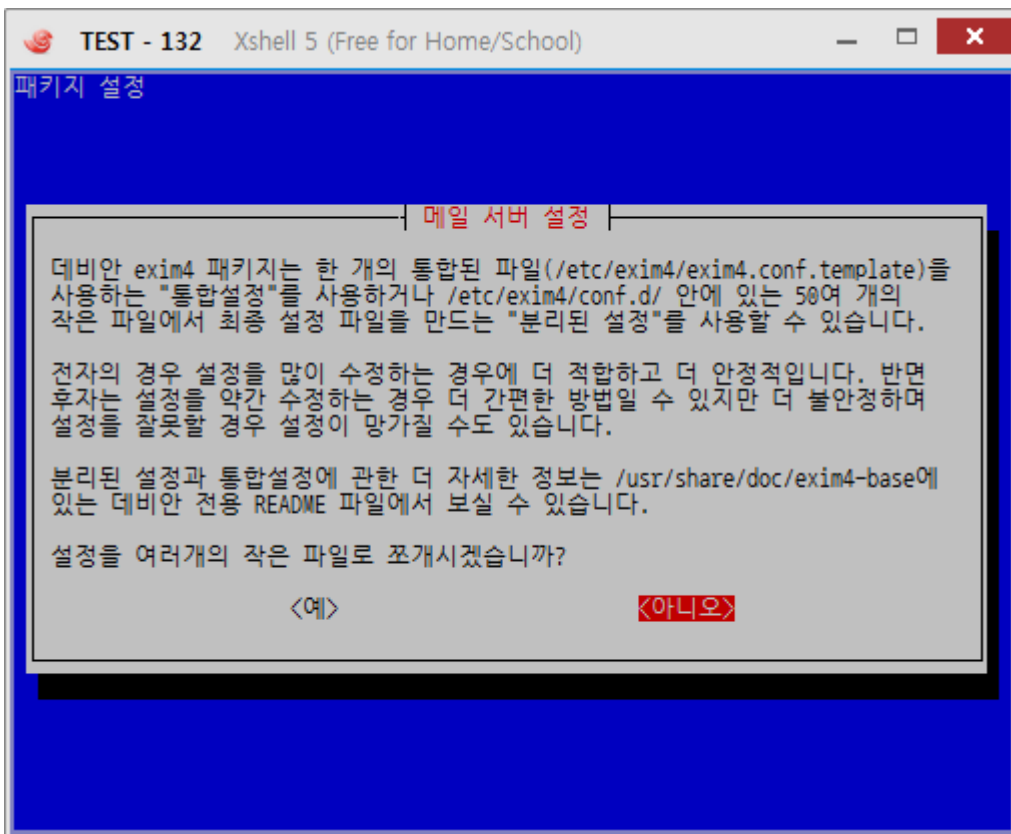 TEST - 132 Xshell 5 (Free for Home/School)
패키지 설정
메일 서버 설정
데비안 exim4 패키지는 한 개의 통합된 파일(/etc/exim4/exim4.conf.template)를
사용하는 "통합설정"를 사용하거나 /etc/exim4/conf.d/ 안에 있는 50여 개의
작은 파일에서 최종 설정 파일을 만드는 "분리된 설정"를 사용할 수 있습니다.
전자의 경우 설정을 많이 수정하는 경우에 더 적합하고 더 안정적입니다. 반면
후자는 설정을 약간 수정하는 경우 더 간편한 방법일 수 있지만 더 불안정하며
설정을 잘못할 경우 설정이 망가질 수도 있습니다.
분리된 설정과 통합설정에 관한 더 자세한 정보는 /usr/share/doc/exim4-base에
있는 데비안 전용 README 파일에서 보실 수 있습니다.
설정을 여러개의 작은 파일로 쪼개시겠습니까?
<예> <아니오>